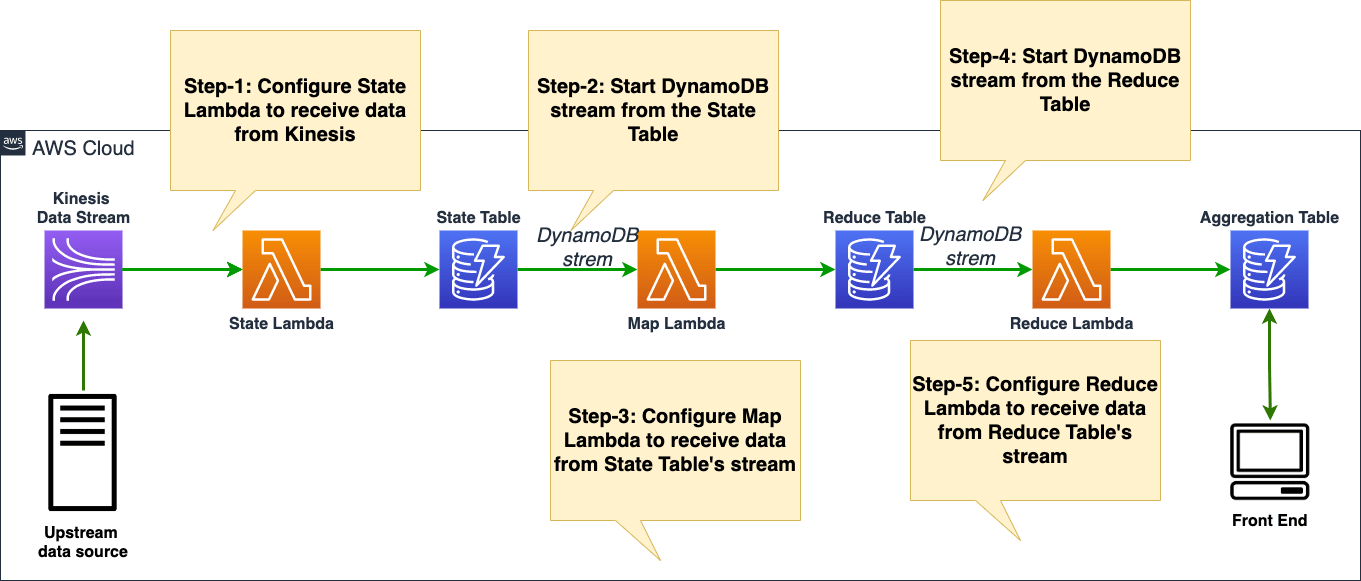 Step-1: Configure State
Lambda to receive data
from Kinesis
Step-2: Start DynamoDB
stream from the State
Table
Step-4: Start DynamoDB
stream from the Reduce
Table
aws
AWS Cloud
Kinesis
Data Stream
State Table
Reduce Table
Aggregation Table
DynamoDB
strem
DynamoDB
strem
State Lambda
Map Lambda
Reduce Lambda
Step-3: Configure Map
Lambda to receive data
from State Table's stream
Step-5: Configure Reduce
Lambda to receive data
from Reduce Table's
stream
Upstream
data source
Front End